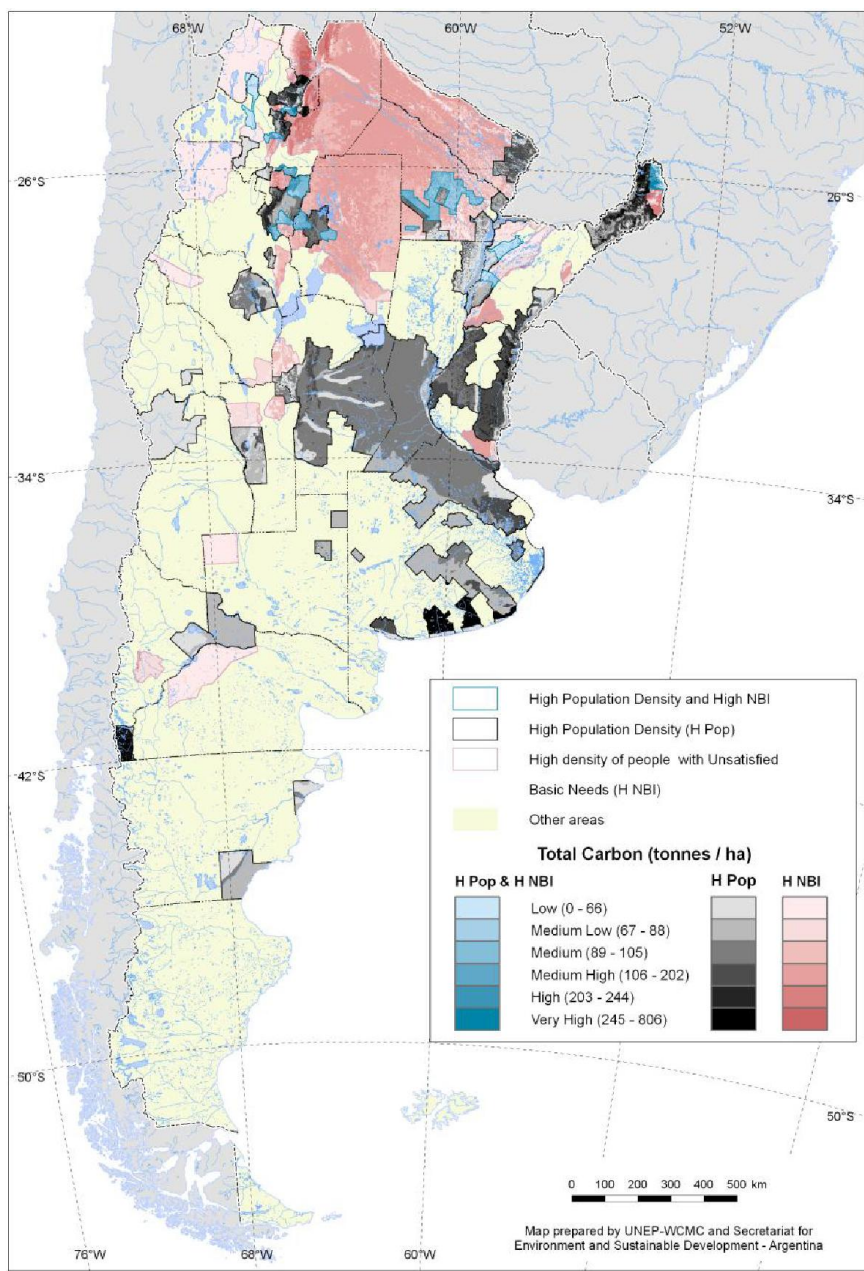 68°W
60°W
52°W
26°S
26°S
34°S
34°S
High Population Density and High NBI
High Population Density (H Pop)
High density of people with Unsatisfied
Basic Needs (H NBI)
Other areas
42°S
Total Carbon (tonnes / ha)
H Pop & H NBI
H Pop
H NBI
Low (0 - 66)
Medium Low (67 - 88)
Medium (89 - 105)
Medium High (106 - 202)
High (203 - 244)
Very High (245 - 806)
50°S
50°S
0 100 200 300 400 500 km
Map prepared by UNEP-WCMC and Secretariat for
Environment and Sustainable Development - Argentina
76°W
68°W
60°W